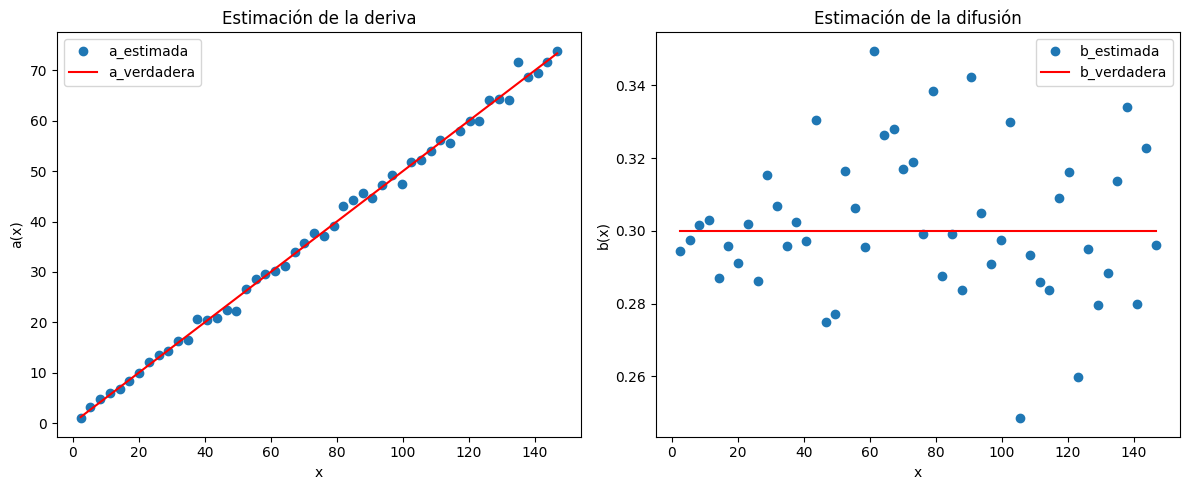 Estimación de la deriva
a_estimada
a_verdadera
a(x)
70
60
50
40
30
20
10
0
0 20 40 60 80 100 120 140
x
Estimación de la difusión
b_estimada
b_verdadera
b(x)
0.34
0.32
0.30
0.28
0.26
0 20 40 60 80 100 120 140
x